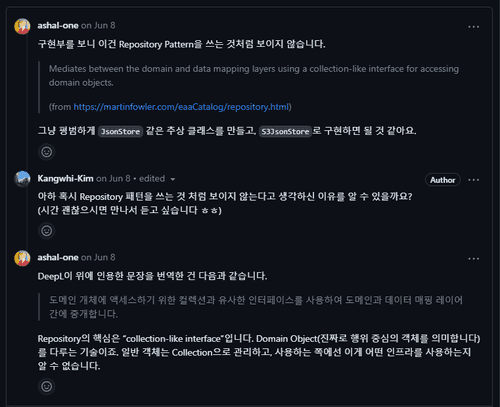 ashal-one on Jun 8
구현부를 보니 이건 Repository Pattern을 쓰는 것처럼 보이지 않습니다.
Mediates between the domain and data mapping layers using a collection-like interface for accessing
domain objects.
(from https://martinfowler.com/eaaCatalog/repository.html)
그냥 평범하게 JsonStore 같은 추상 클래스를 만들고, S3JsonStore로 구현하면 될 것 같아요.
Kangwhi-Kim on Jun 8 • edited
Author
아하 혹시 Repository 패턴을 쓰는 것 처럼 보이지 않는다고 생각하신 이유를 알 수 있을까요?
(시간 괜찮으시면 만나서 듣고 싶습니다 ㅎㅎ)
ashal-one on Jun 8
DeepL이 위에 인용한 문장을 번역한 건 다음과 같습니다.
도메인 개체에 액세스하기 위한 컬렉션과 유사한 인터페이스를 사용하여 도메인과 데이터 매핑 레이어
간에 중개합니다.
Repository의 핵심은 “collection-like interface”입니다. Domain Object(진짜로 행위 중심의 객체를 의미합니다)
를 다루는 기술이죠. 일반 객체는 Collection으로 관리하고, 사용하는 쪽에선 이게 어떤 인프라를 사용하는지
알 수 없습니다.